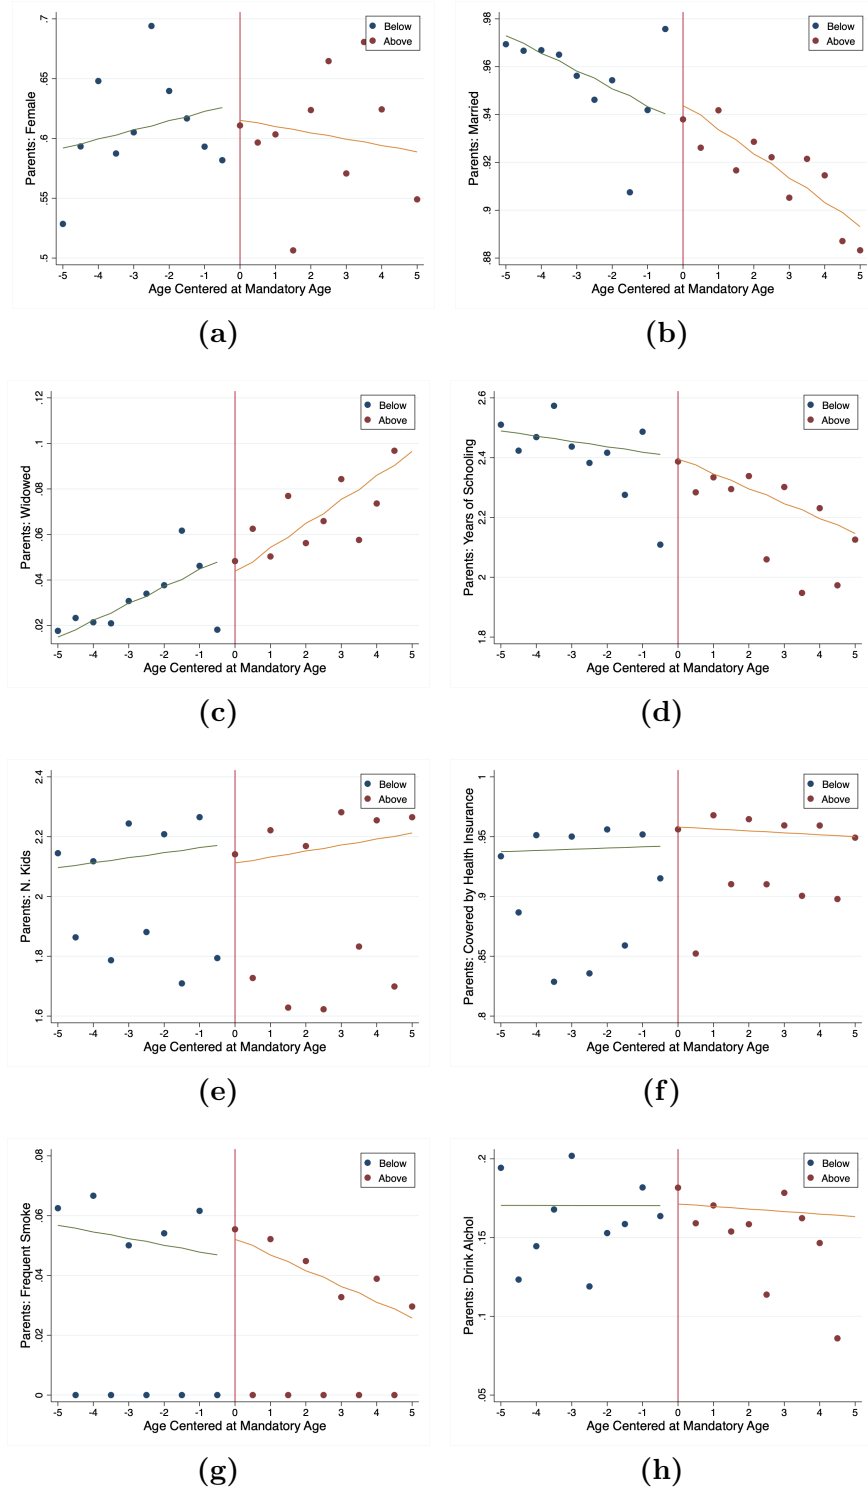 Parents: Female
.5 .55 .6 .65 .7
Below
Above
-5 -4 -3 -2 -1 0 1 2 3 4 5
Age Centered at Mandatory Age
(a)
Parents: Married
.88 .9 .92 .94 .96 .98
Below
Above
-5 -4 -3 -2 -1 0 1 2 3 4 5
Age Centered at Mandatory Age
(b)
Parents: Widowed
.02 .04 .06 .08 .1 .12
Below
Above
-5 -4 -3 -2 -1 0 1 2 3 4 5
Age Centered at Mandatory Age
(c)
Parents: Years of Schooling
1.8 2 2.2 2.4 2.6
Below
Above
-5 -4 -3 -2 -1 0 1 2 3 4 5
Age Centered at Mandatory Age
(d)
Parents: N. Kids
1.6 1.8 2 2.2 2.4
Below
Above
-5 -4 -3 -2 -1 0 1 2 3 4 5
Age Centered at Mandatory Age
(e)
Parents: Covered by Health Insurance
.8 .85 .9 .95 1
Below
Above
-5 -4 -3 -2 -1 0 1 2 3 4 5
Age Centered at Mandatory Age
(f)
Parents: Frequent Smoke
0 .02 .04 .06 .08
Below
Above
-5 -4 -3 -2 -1 0 1 2 3 4 5
Age Centered at Mandatory Age
(g)
Parents: Drink Alchol
.05 .1 .15 .2
Below
Above
-5 -4 -3 -2 -1 0 1 2 3 4 5
Age Centered at Mandatory Age
(h)